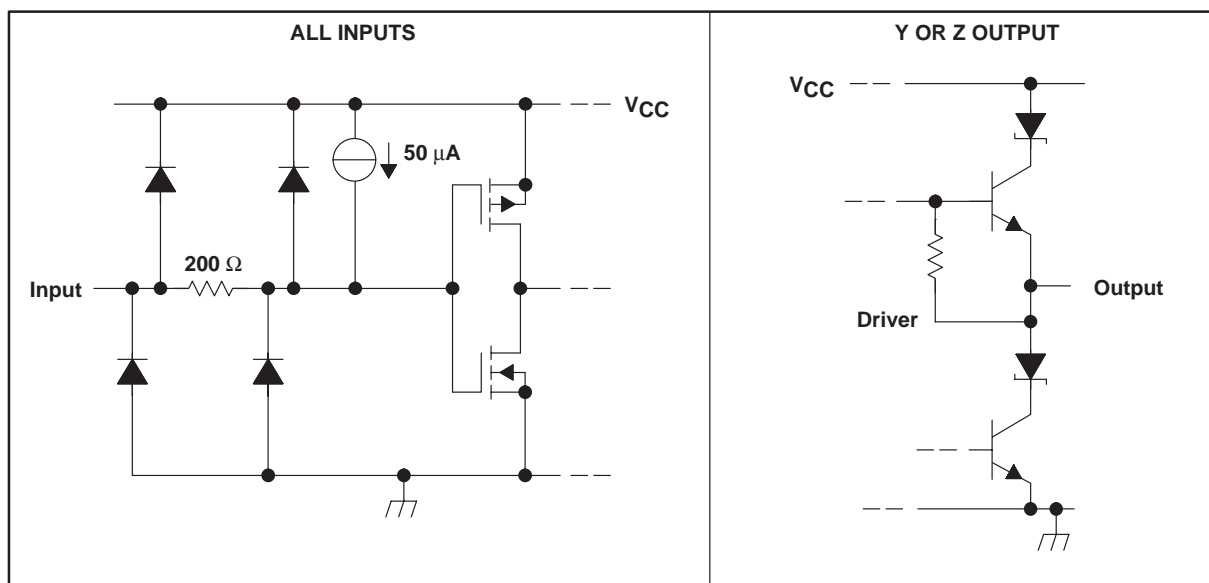 ALL INPUTS
Y OR Z OUTPUT
VCC
50 μA
200 Ω
Input
VCC
Output
Driver